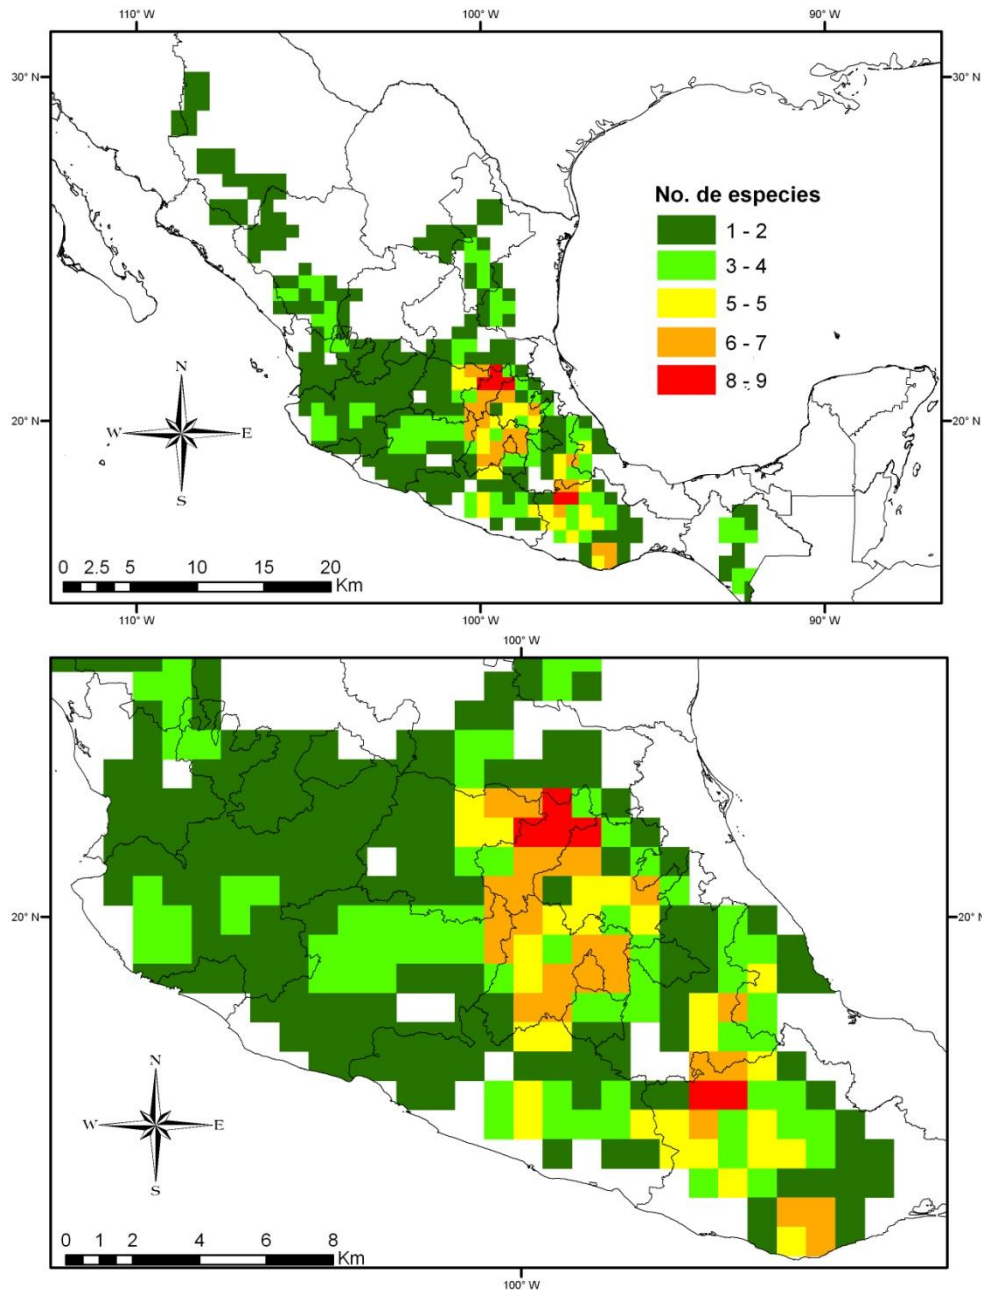 110° W 100° W 90° W
30° N 30° N
No. de especies
1 - 2
3 - 4
5 - 5
6 - 7
8 - 9
N
20° N 20° N
W E
S
0 2.5 5 10 15 20
Km
110° W 100° W 90° W
100° W
20° N 20° N
N
W E
S
0 1 2 4 6 8
Km
100° W